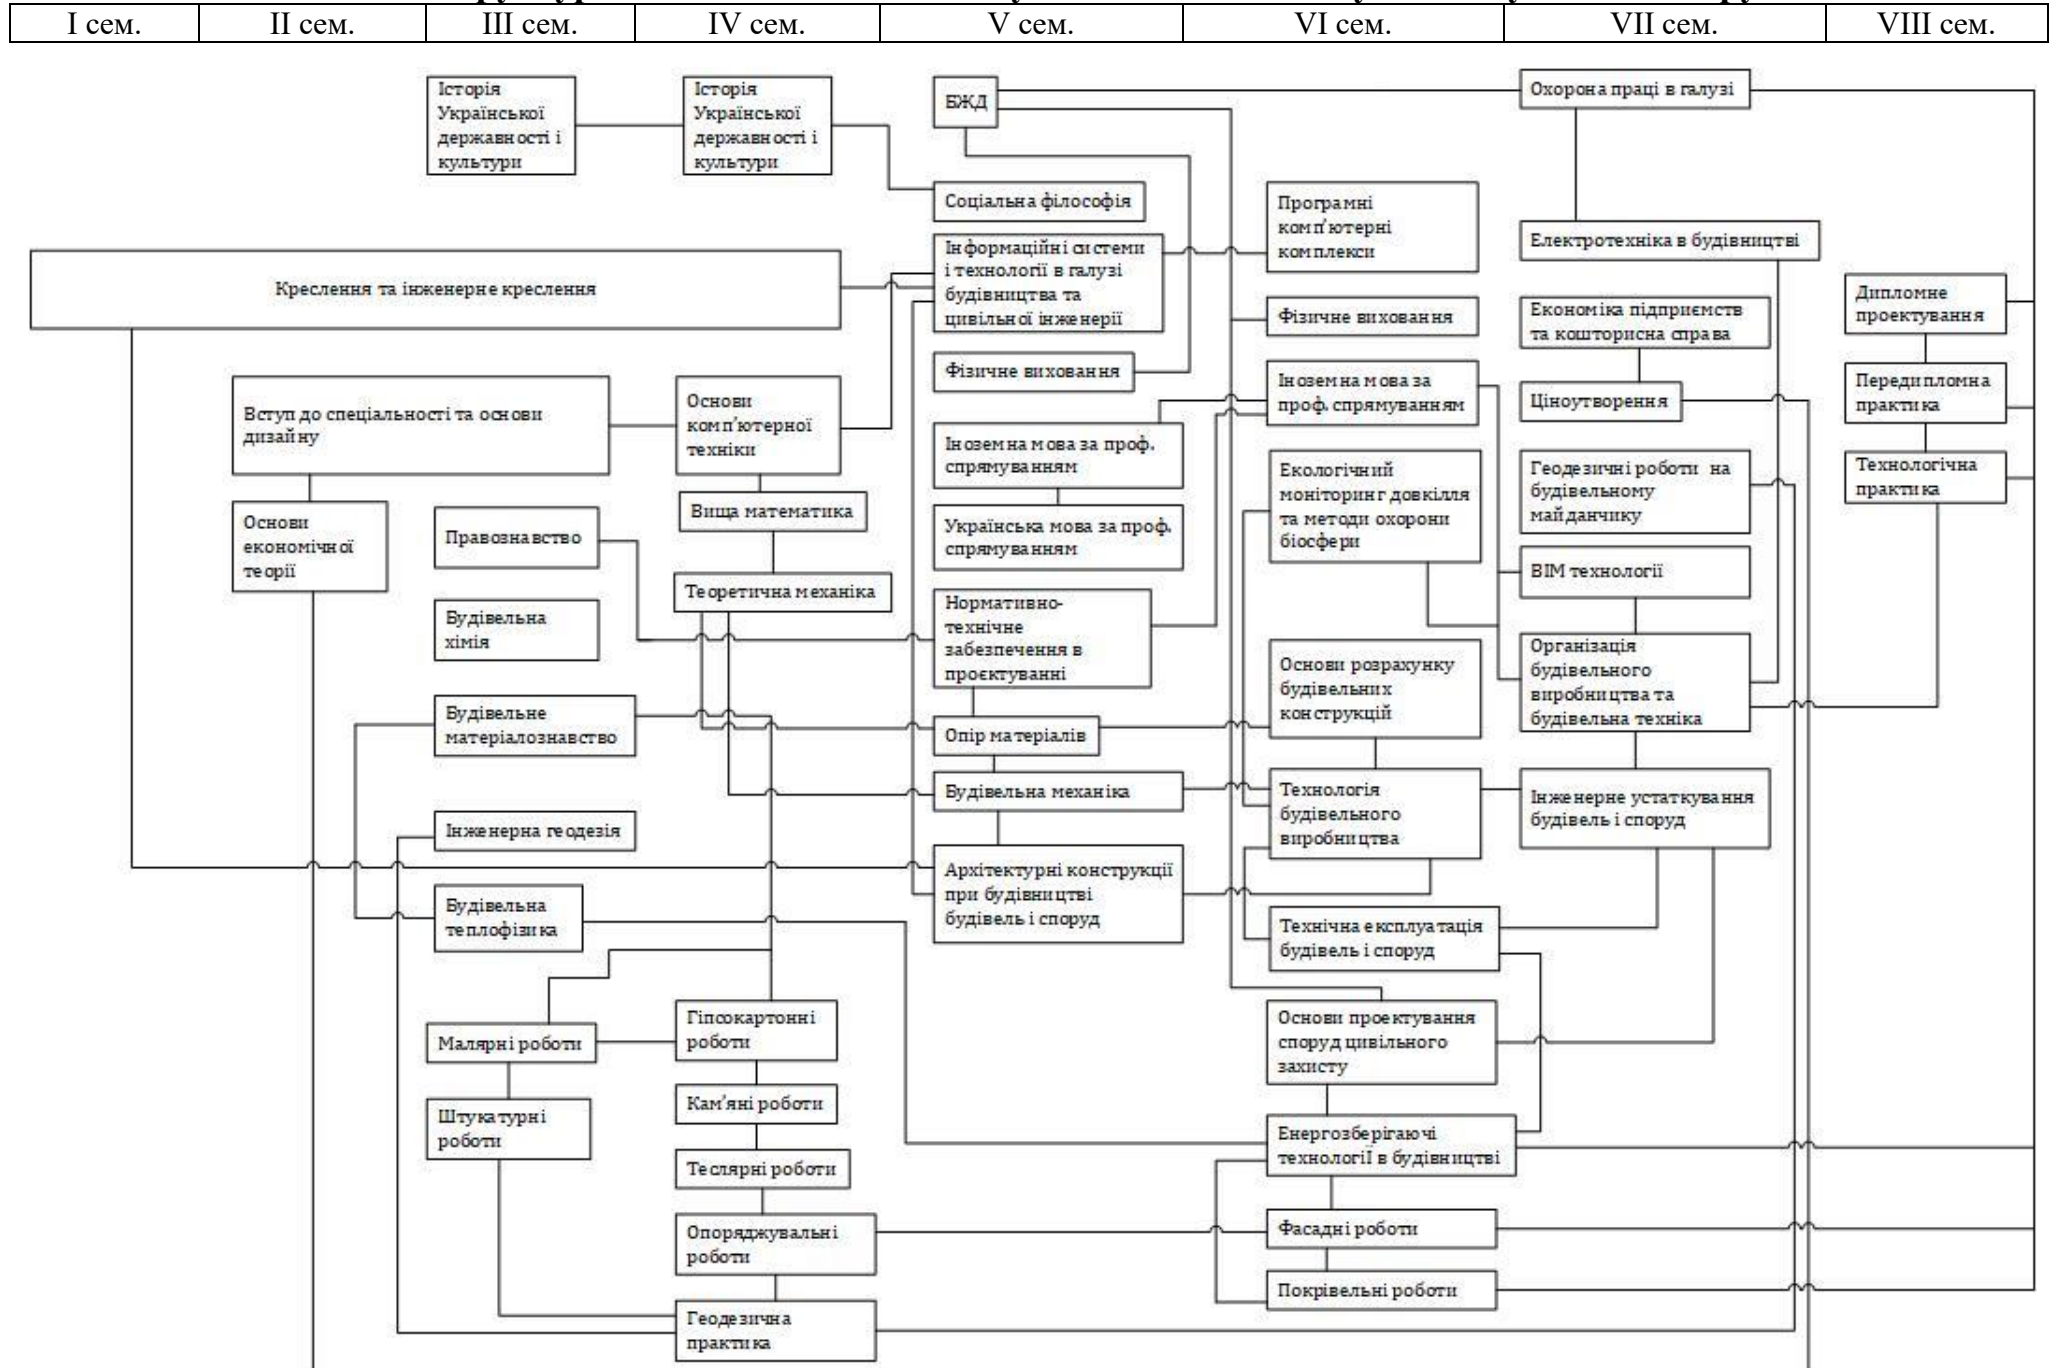 I сем.
II сем.
III сем.
IV сем.
V сем.
VI сем.
VII сем.
VIII сем.
Історія
Української
державності і
культури
Історія
Української
державності і
культури
БЖД
Охорона праці в галузі
Соціальна філософія
Програмні
комп'ютерні
комплекси
Електротехніка в будівництві
Креслення та інженерне креслення
Інформаційні системи
і технології в галузі
будівництва та
цивільної інженерії
Фізичне виховання
Економіка підприємств
та кошторисна справа
Дипломне
проектування
Вступ до спеціальності та основи
дизайну
Основи
комп'ютерної
техніки
Фізичне виховання
Іноземна мова за
проф. спрямуванням
Ціноутворення
Передипломна
практика
Іноземна мова за проф.
спрямуванням
Екологічний
моніторинг довкілля
та методи охорони
біосфери
Геодезичні роботи на
будівельному
майданчику
Технологічна
практика
Основи
економічної
теорії
Правознавство
Вища математика
Українська мова за проф.
спрямуванням
ВІМ технології
Будівельна
хімія
Теоретична механіка
Нормативно-
технічне
забезпечення в
проєктуванні
Основи розрахунку
будівельних
конструкцій
Організація
будівельного
виробництва та
будівельна техніка
Будівельне
матеріалознавство
Опір матеріалів
Будівельна механіка
Технологія
будівельного
виробництва
Інженерне устаткування
будівель і споруд
Інженерна геодезія
Архітектурні конструкції
при будівництві
будівель і споруд
Будівельна
теплофізика
Технічна експлуатація
будівель і споруд
Малярні роботи
Гіпсокартонні
роботи
Основи проектування
споруд цивільного
захисту
Штукатурні
роботи
Кам'яні роботи
Теслярні роботи
Енергозберігаючі
технології в будівництві
Опоряджувальні
роботи
Фасадні роботи
Покрівельні роботи
Геодезична
практика